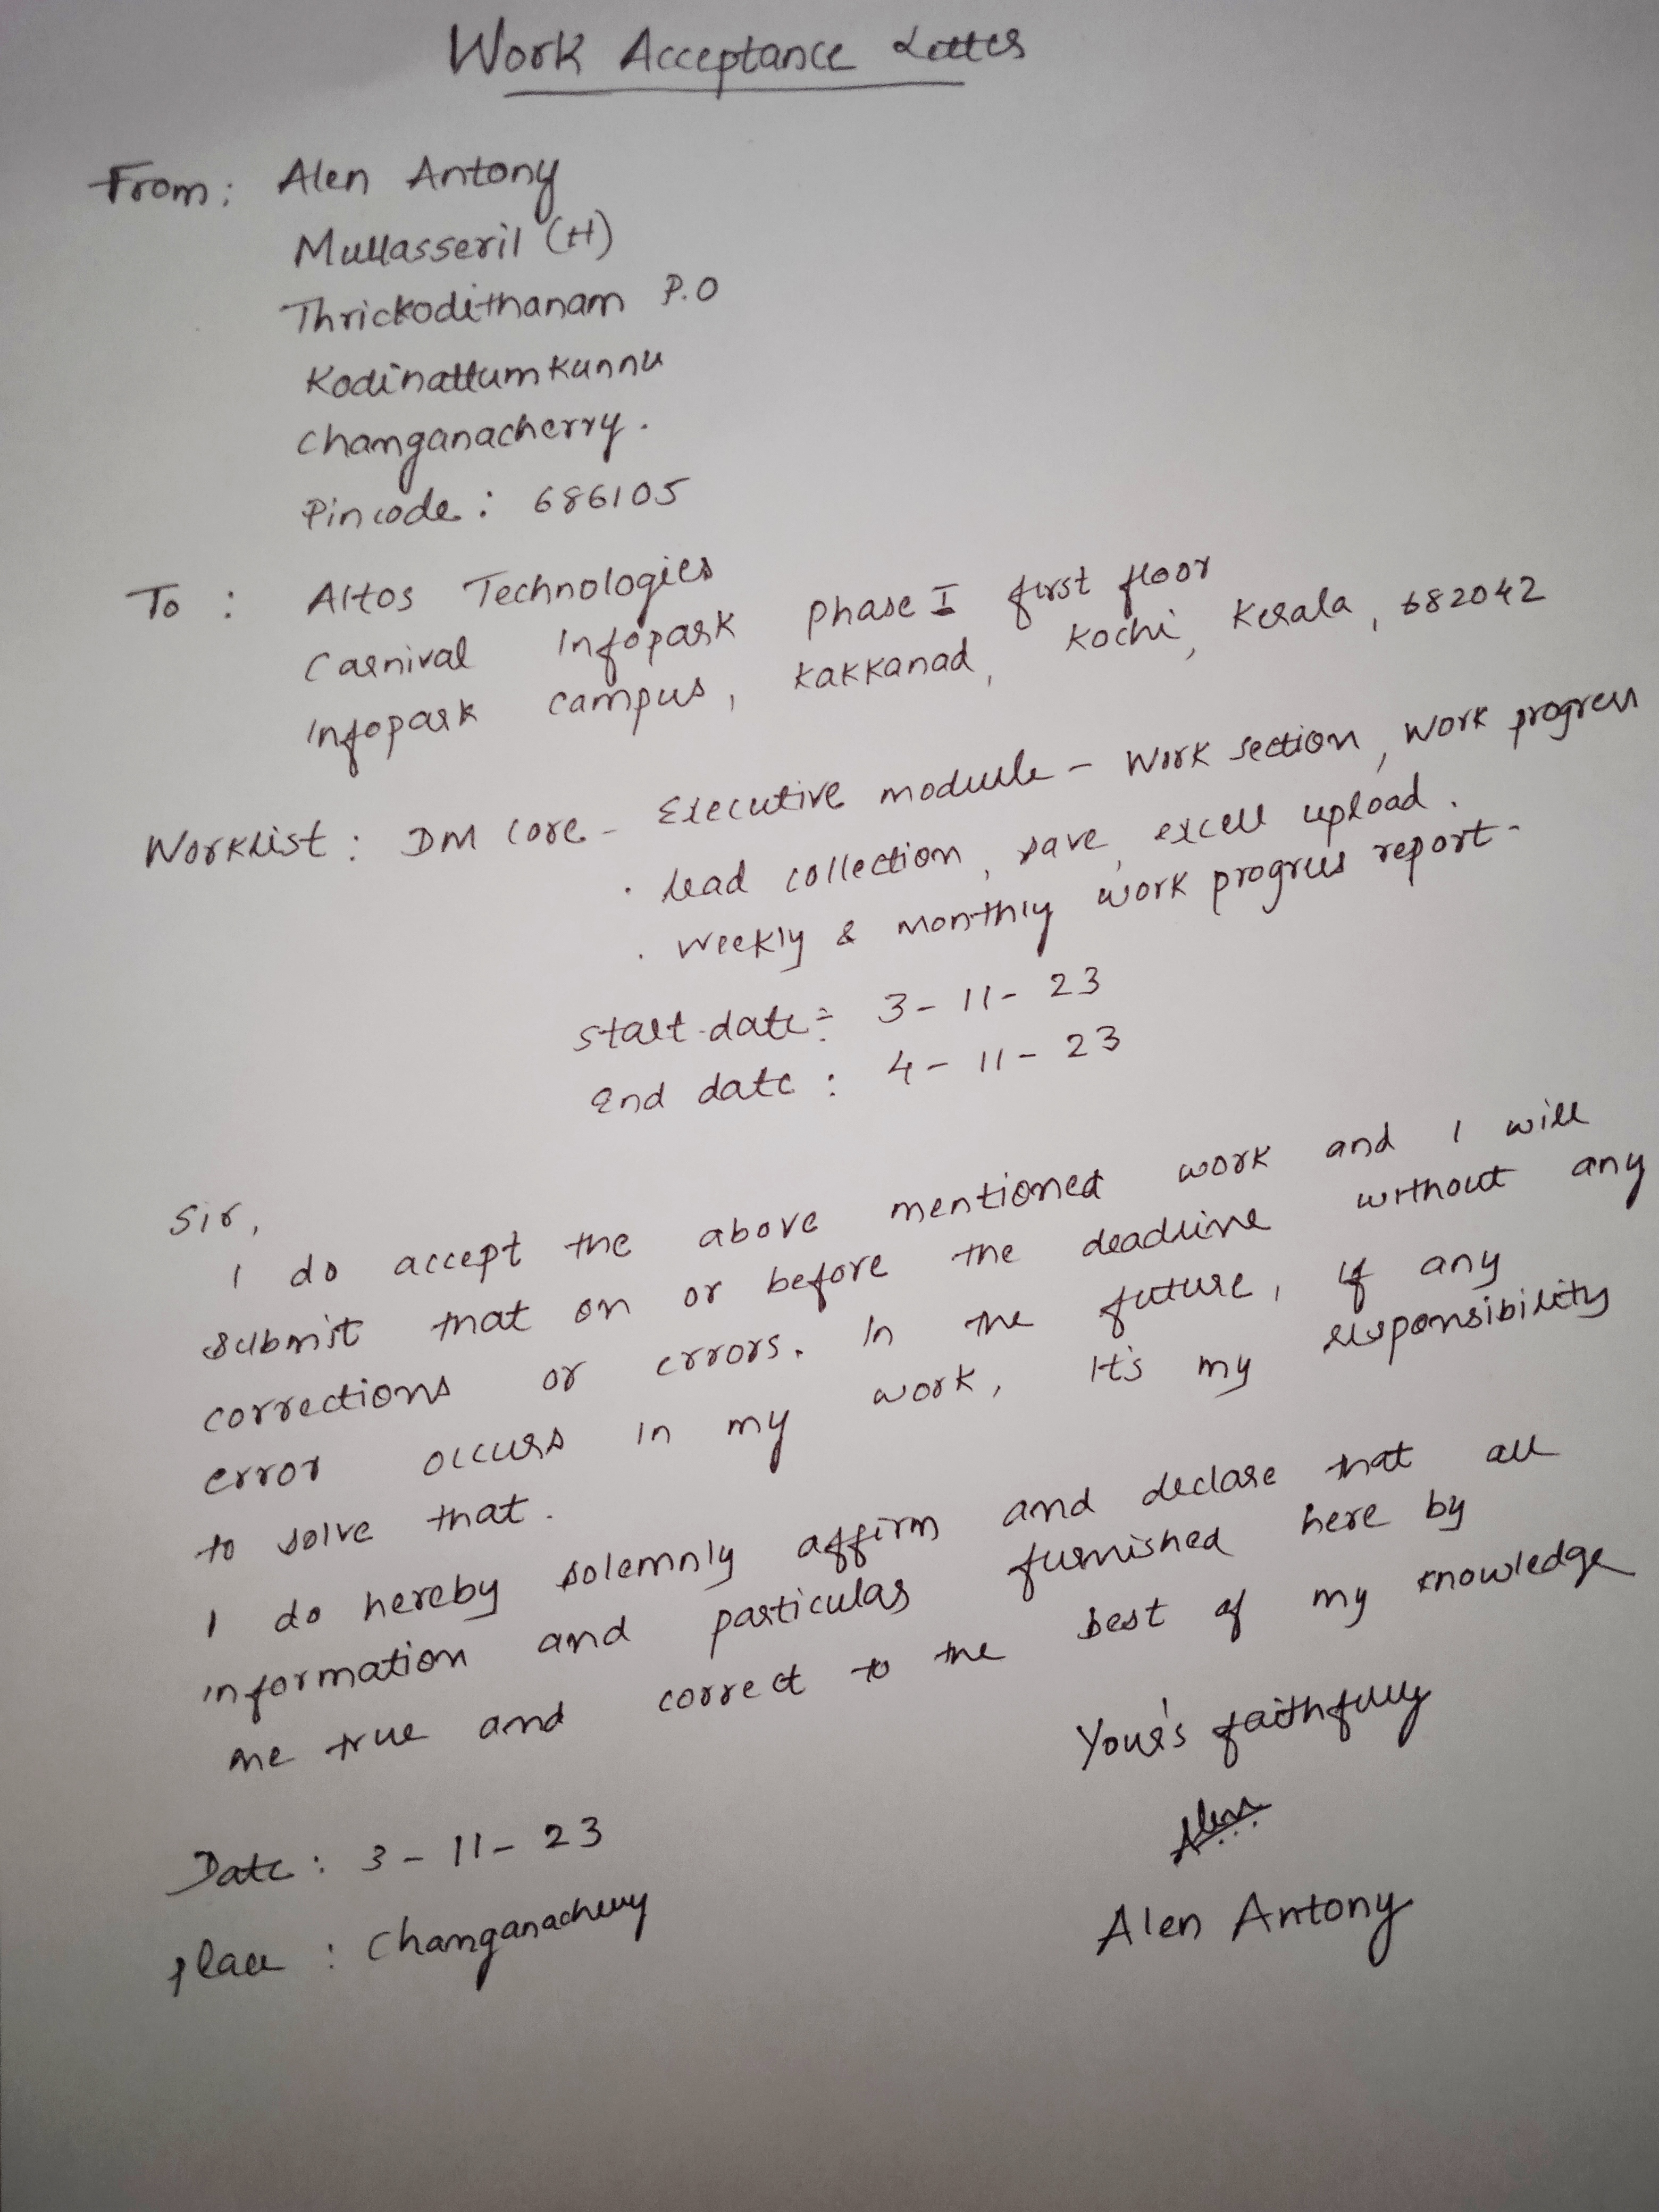 Work Acceptance Letter
From: Alen Antony
Mullasseril (H)
Thrickodithanam P.O
Kodinattumkunnu
Changanacherry.
Pincode: 686105
To : Altos Technologies
Carnival Infopark Phase I first floor
Infopark campus, Kakkanad, Kochi, Kerala, 682042
Worklist: DM Core - Executive module - Work section, Work progress
. Lead collection, save, excell upload.
. Weekly & Monthly work progress report-
Start date: 3-11-23
End date: 4-11-23
Sir,
I do accept the above mentioned work and I will
submit that on or before the deadline without any
corrections or errors. In the future, if any
error occurs in my work, It's my responsibility
to solve that.
I do hereby solemnly affirm and declare that all
information and particular furnished here by
me true and correct to the best of my knowledge
Your's faithfully
Alen
Alen Antony
Date: 3-11-23
Place : Changanacherry